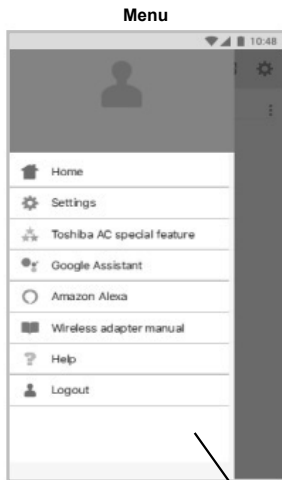 Menu
10:48
Home
Settings
Toshiba AC special feature
Google Assistant
Amazon Alexa
Wireless adapter manual
? Help
Logout